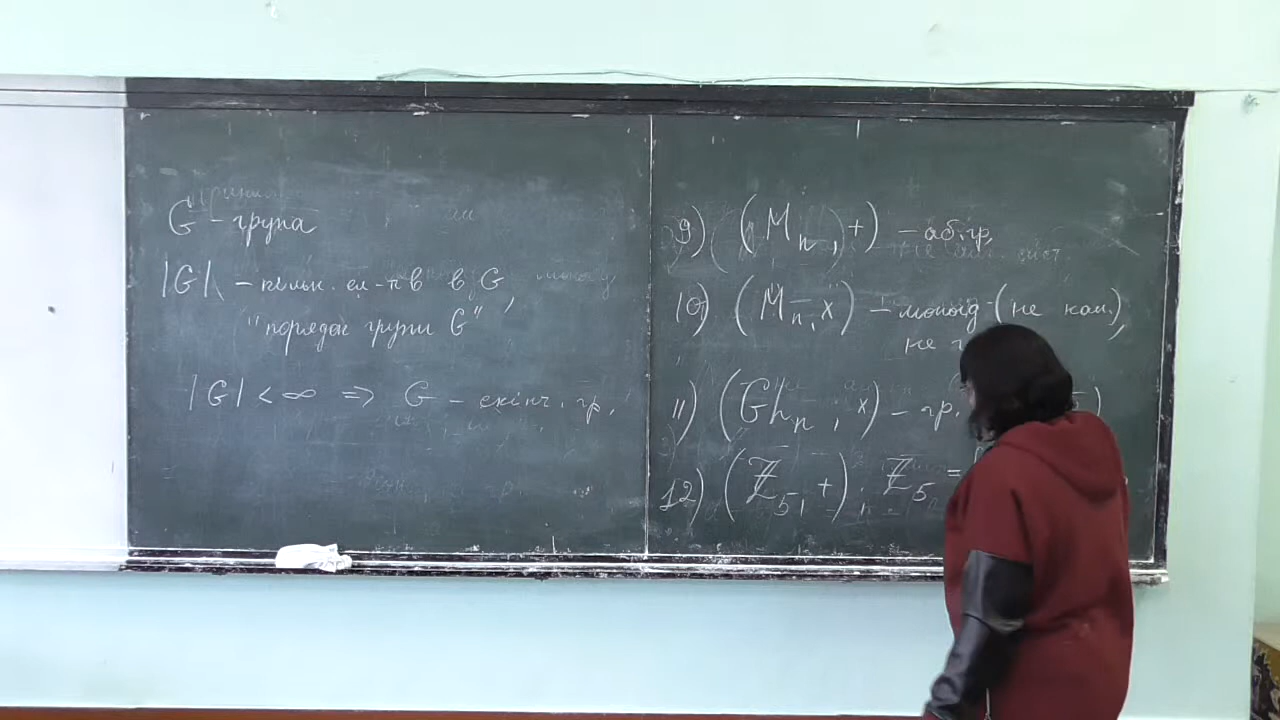 G – група
|G| – кільк. ел-тів в G,
"порядок групи G"
|G| < ∞ => G – скінч. гр.
9) (Mn, +) – аб. гр.
10) (Mn, x) – моноїд (не ком.),
не
11) (GLn, x) – гр.
12) (ℤ5, +), ℤ5 =